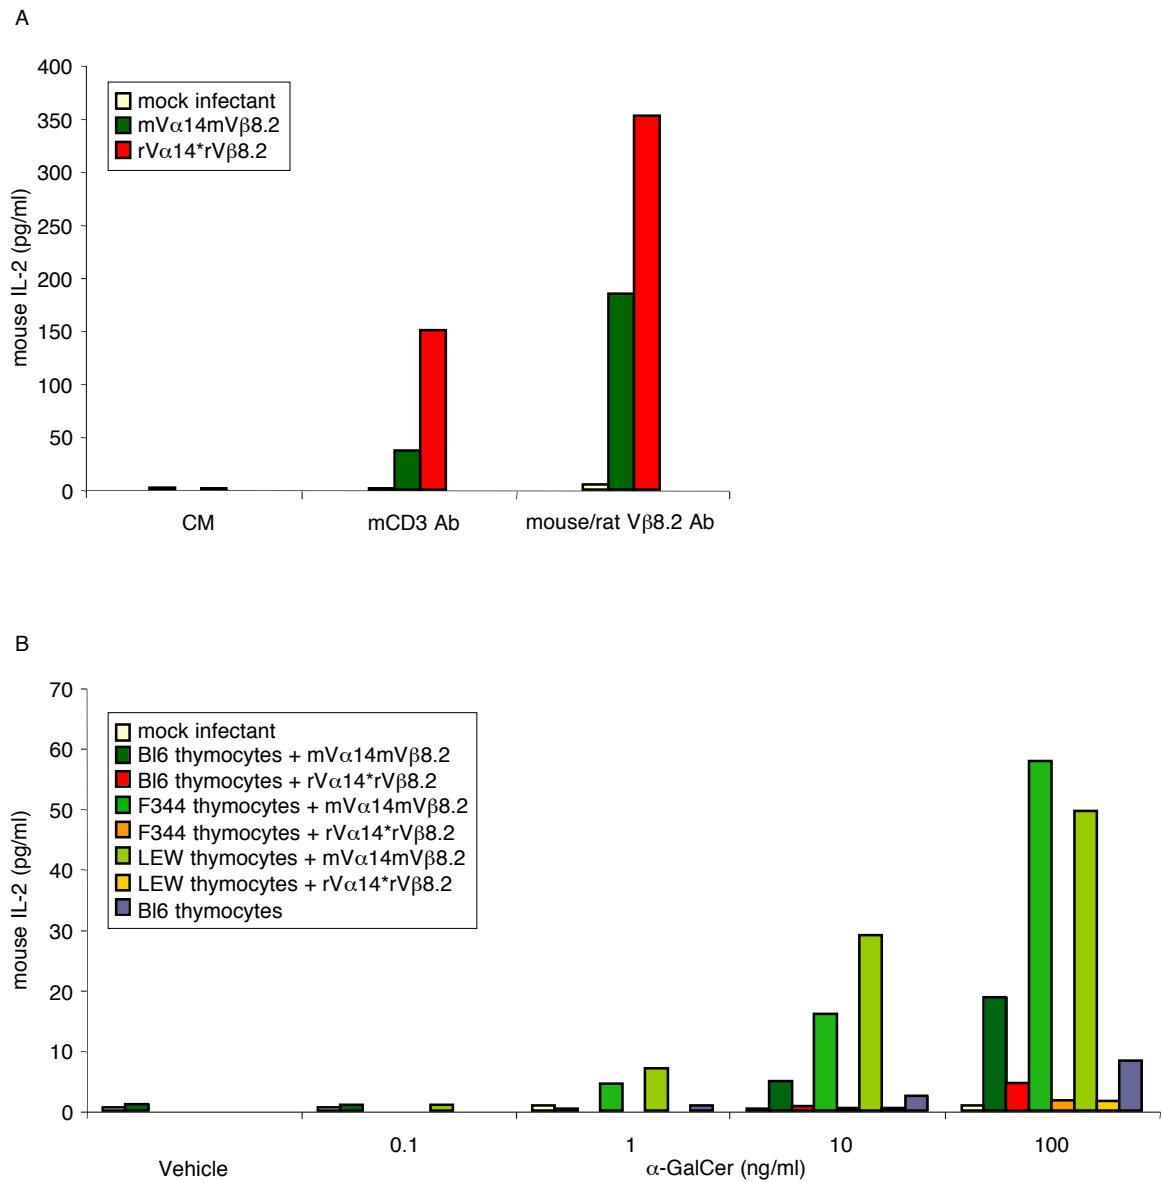 A
400
350
300
250
200
150
100
50
0
mouse IL-2 (pg/ml)
mock infectant
mVα14mVβ8.2
rVα14*rVβ8.2
CM mCD3 Ab mouse/rat Vβ8.2 Ab
B
70
60
50
40
30
20
10
0
mouse IL-2 (pg/ml)
mock infectant
Bl6 thymocytes + mVα14mVβ8.2
Bl6 thymocytes + rVα14*rVβ8.2
F344 thymocytes + mVα14mVβ8.2
F344 thymocytes + rVα14*rVβ8.2
LEW thymocytes + mVα14mVβ8.2
LEW thymocytes + rVα14*rVβ8.2
Bl6 thymocytes
0.1 1 10 100
Vehicle α-GalCer (ng/ml)